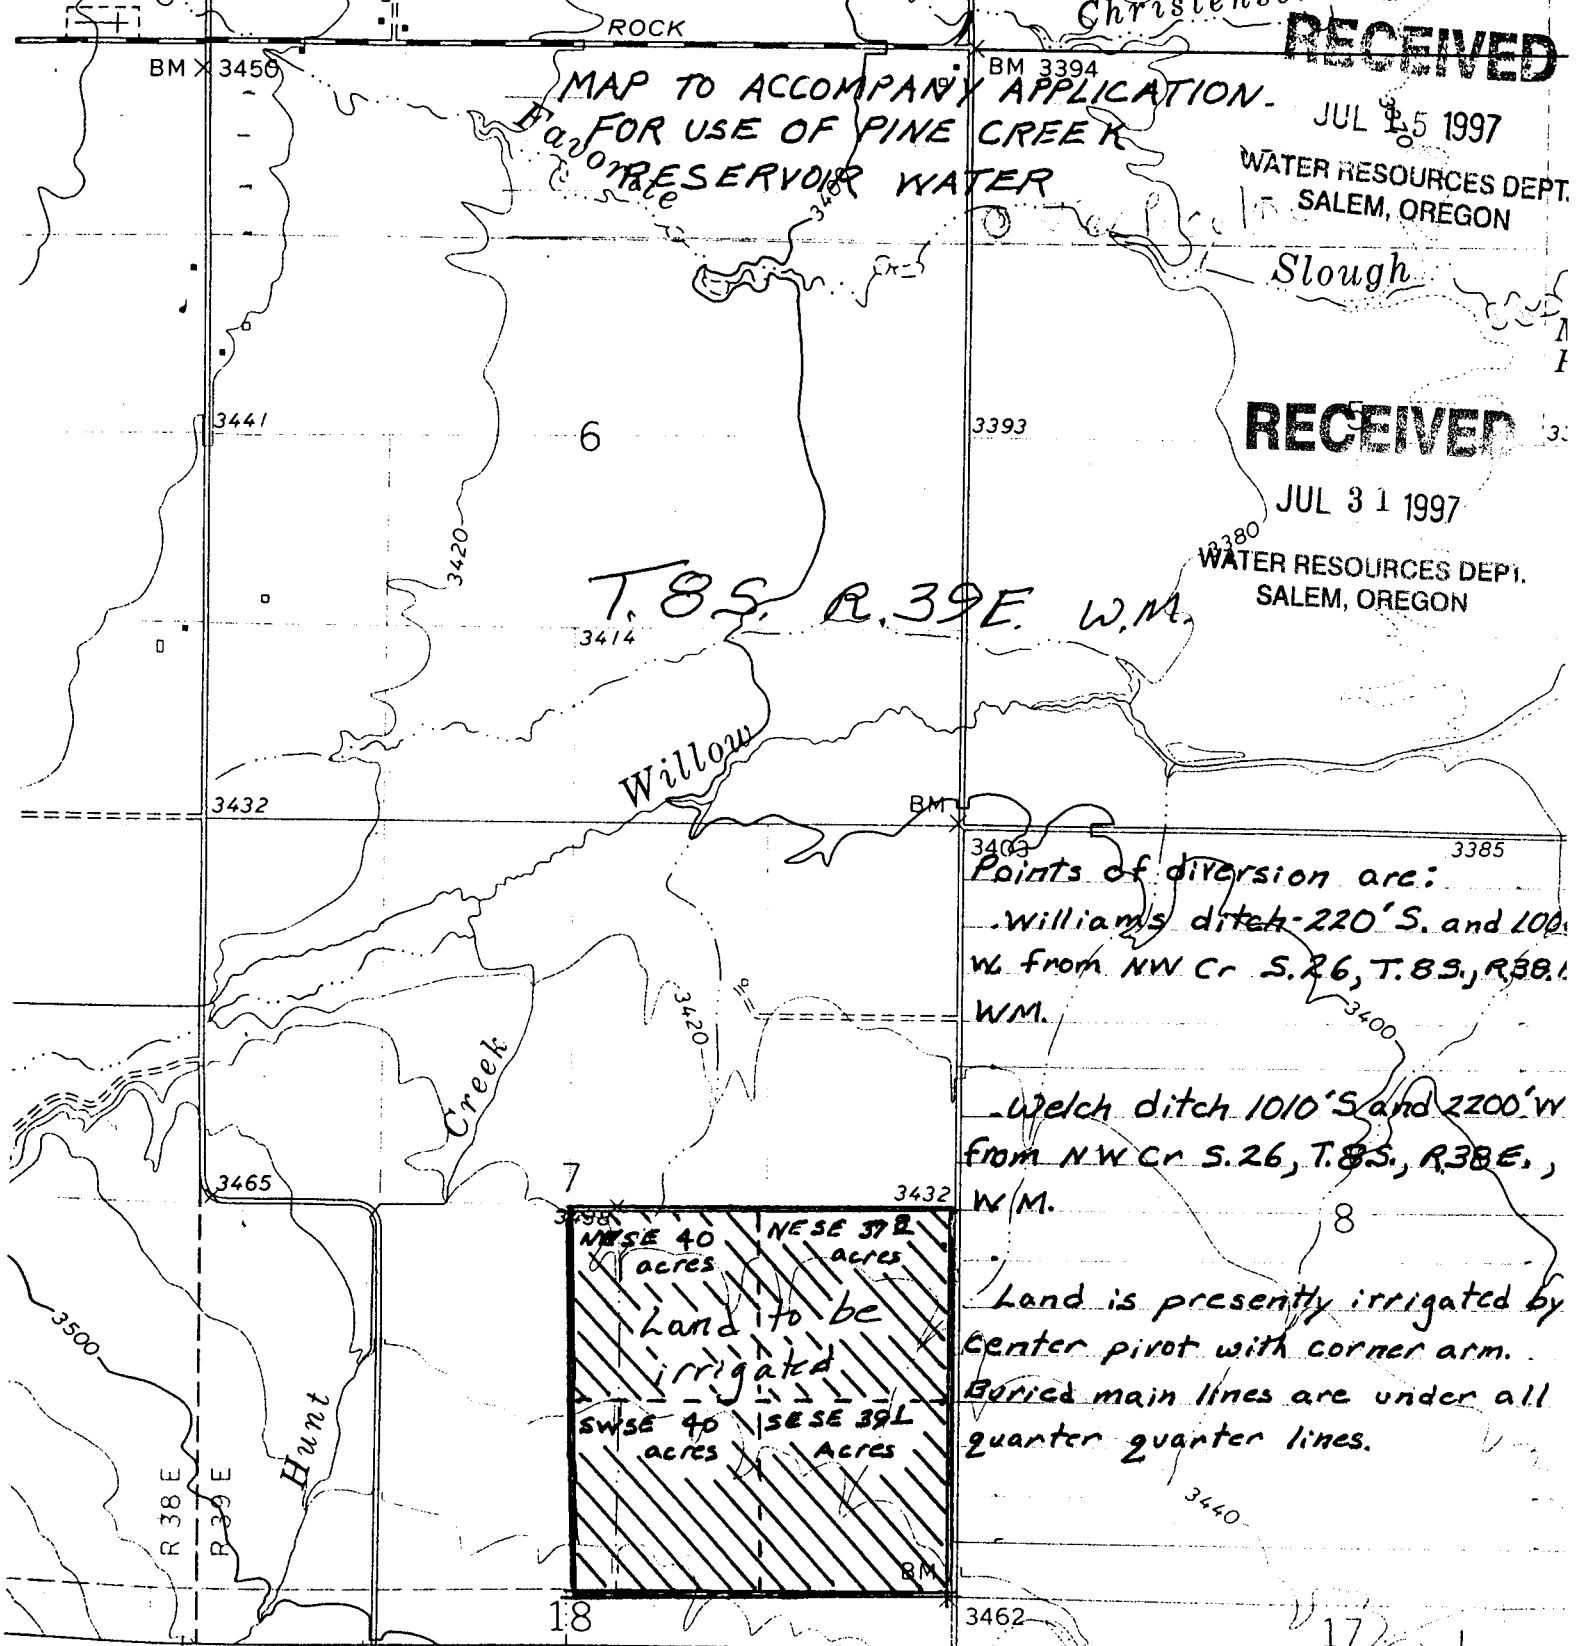 ROCK
BM 3450
BM 3394
RECEIVED
MAP TO ACCOMPANY APPLICATION.
FOR USE OF PINE CREEK
RESERVOIR WATER
JUL 1997
WATER RESOURCES DEPT.
SALEM, OREGON
Slough
3441
6
3393
RECEIVED
JUL 31 1997
3420
3380
WATER RESOURCES DEPT.
SALEM, OREGON
T. 8 S. R. 39 E. W.M.
3414
Willow
3432
BM
3403
3385
Points of diversion are:
Williams ditch-220'S. and
W. from NW Cr S.26, T.8S.,
WM.
3420
3400
Creek
Welch ditch 1010'S and 2200'W
from NW Cr S.26, T.8S., R38E.,
W.M.
3465
7
3432
8
NWSE 40
acres
NESE
acres
Land to be
irrigated
Land is presently irrigated by
center pivot with corner arm.
Buried main lines are under all
quarter quarter lines.
3500
SWSE 40
acres
SESE
Acres
Hunt
R 38 E
R 39 E
3440
BM
18
3462
17